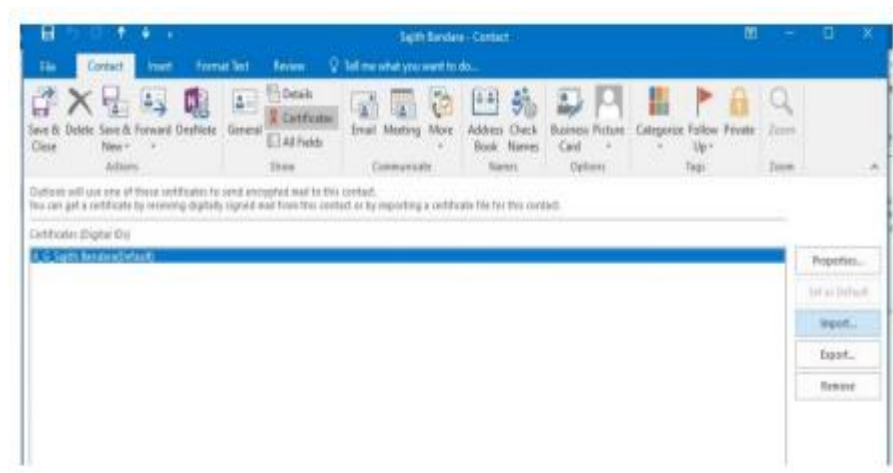 Sajith Bandara - Contact
File Contact Insert Format Text Review Tell me what you want to do...
Save & Close Delete Save & New Forward OneNote General Details Certificates All Fields Email Meeting More Address Book Check Names Business Card Picture Categorize Follow Up Private Zoom
Actions Show Communicate Names Options Tags Zoom
Outlook will use one of these certificates to send encrypted mail to this contact.
You can get a certificate by receiving digitally signed mail from this contact or by importing a certificate file for this contact.
Certificates (Digital IDs)
Sajith Bandara(Default)
Properties...
Set as Default
Import...
Export...
Remove